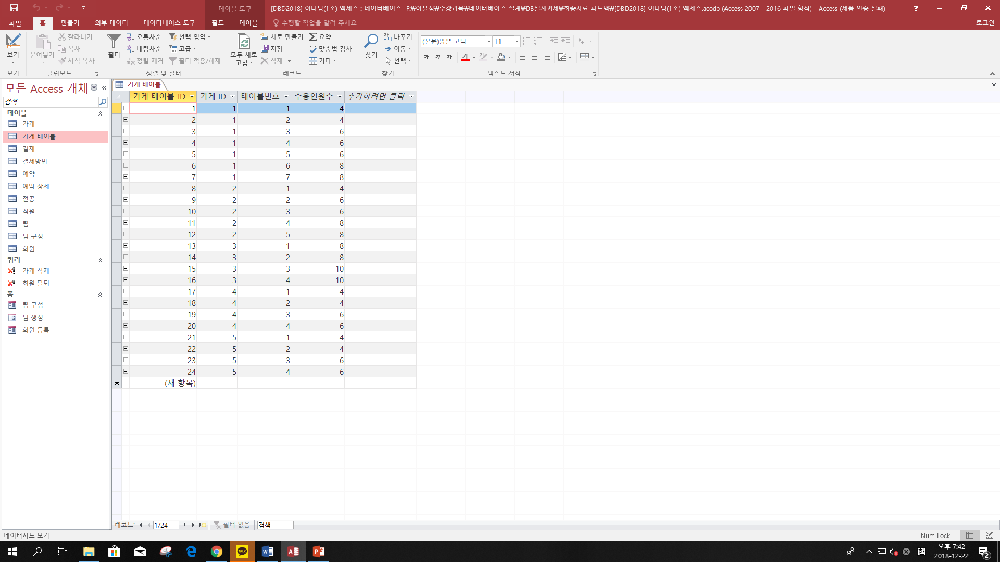 테이블 도구
[DBD2018] 이나팅(1조) 액세스 : 데이터베이스- F:₩이윤성₩수강과목₩데이터베이스 설계₩DB설계과제₩최종자료 피드백₩[DBD2018] 이나팅(1조) 액세스.accdb (Access 2007 - 2016 파일 형식) - Access (제품 인증 실패)
파일 홈 만들기 외부 데이터 데이터베이스 도구 필드 테이블 수행할 작업을 알려 주세요. 로그인
잘라내기 오름차순 선택 영역 새로 만들기 요약 바꾸기 (본문)맑은 고딕 11
복사 내림차순 고급 저장 맞춤법 검사 이동
보기 붙여넣기 필터 모두 새로 찾기
서식 복사 정렬 제거 필터 적용/해제 고침 삭제 기타 선택 가 가 가 가
보기 클립보드 정렬 및 필터 레코드 찾기 텍스트 서식
모든 Access 개체
검색...
테이블
가게
가게 테이블
결제
결제방법
예약
예약 상세
전공
직원
팀
팀 구성
회원
쿼리
가게 삭제
회원 탈퇴
폼
팀 구성
팀 생성
회원 등록
가게 테이블
가게 테이블_ID 가게 ID 테이블번호 수용인원수 추가하려면 클릭
1 1 1 4
2 1 2 4
3 1 3 6
4 1 4 6
5 1 5 6
6 1 6 8
7 1 7 8
8 2 1 4
9 2 2 6
10 2 3 6
11 2 4 8
12 2 5 8
13 3 1 8
14 3 2 8
15 3 3 10
16 3 4 10
17 4 1 4
18 4 2 4
19 4 3 6
20 4 4 6
21 5 1 4
22 5 2 4
23 5 3 6
24 5 4 6
(새 항목)
레코드: 1/24 필터 없음 검색
데이터시트 보기 Num Lock
TALK
한
오후 7:42
2018-12-22
2